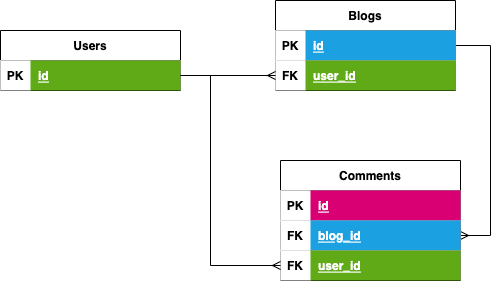 Users
PK id
Blogs
PK id
FK user_id
Comments
PK id
FK blog_id
FK user_id